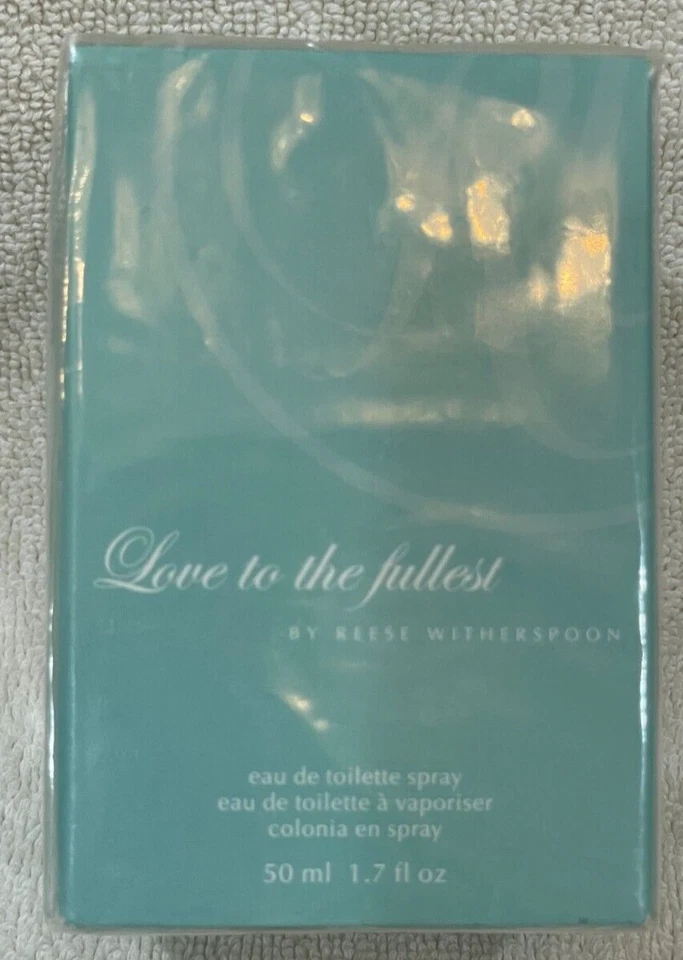 Love to the fullest
BY REESE WITHERSPOON
eau de toilette spray
eau de toilette à vaporiser
colonia en spray
50 ml 1.7 fl oz